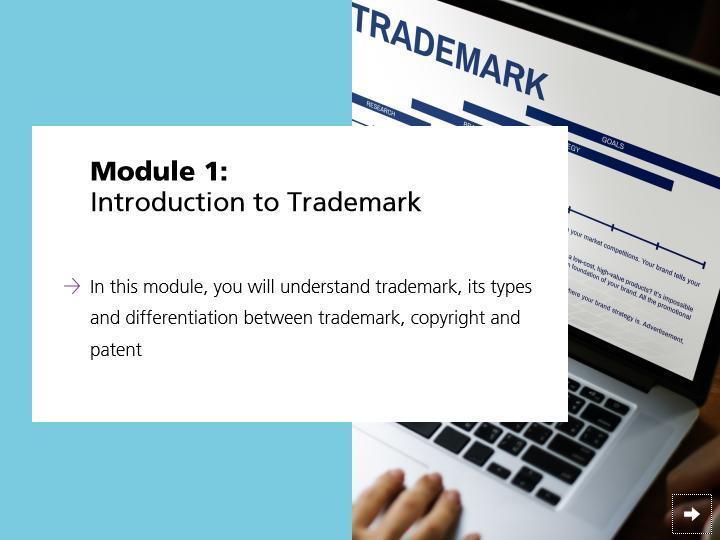 TRADEMARK
RESEARCH
GOALS
Module 1:
Introduction to Trademark
In this module, you will understand trademark, its types
and differentiation between trademark, copyright and
patent
your market competitions. Your brand tells your
a low-cost, high-value products? It's impossible
foundation of your brand. All the promotional
where your brand strategy is. Advertisement,